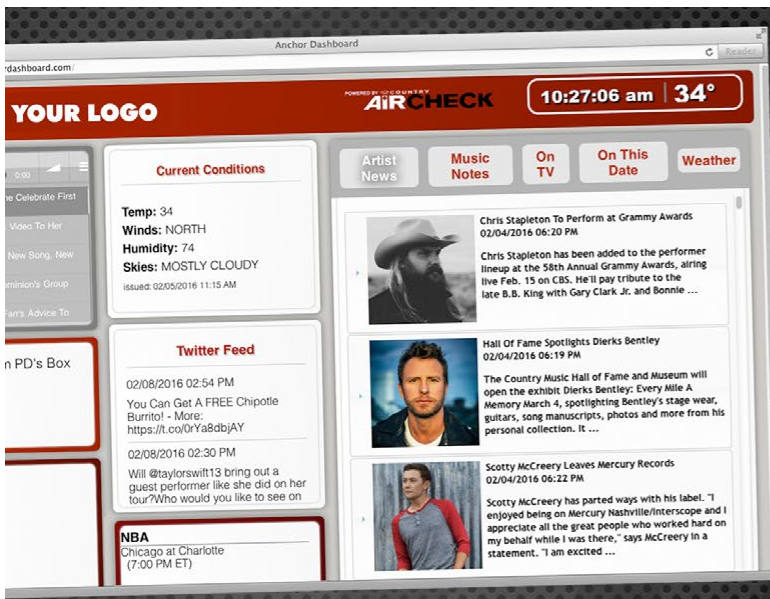 Anchor Dashboard
rdashboard.com/
Reader
YOUR LOGO
POWERED BY COUNTRY
AIRCHECK
10:27:06 am 34°
0:00
ne Celebrate First
Video To Her
New Song, New
ominion's Group
Farr's Advice To
n PD's Box
Current Conditions
Temp: 34
Winds: NORTH
Humidity: 74
Skies: MOSTLY CLOUDY
issued: 02/05/2016 11:15 AM
Twitter Feed
02/08/2016 02:54 PM
You Can Get A FREE Chipotle
Burrito! - More:
https://t.co/0rYa8dbjAY
02/08/2016 02:30 PM
Will @taylorswift13 bring out a
guest performer like she did on her
tour?Who would you like to see on
NBA
Chicago at Charlotte
(7:00 PM ET)
Artist
News
Music
Notes
On
TV
On This
Date
Weather
Chris Stapleton To Perform at Grammy Awards
02/04/2016 06:20 PM
Chris Stapleton has been added to the performer
lineup at the 58th Annual Grammy Awards, airing
live Feb. 15 on CBS. He'll pay tribute to the
late B.B. King with Gary Clark Jr. and Bonnie ...
Hall Of Fame Spotlights Dierks Bentley
02/04/2016 06:19 PM
The Country Music Hall of Fame and Museum will
open the exhibit Dierks Bentley: Every Mile A
Memory March 4, spotlighting Bentley's stage wear,
guitars, song manuscripts, photos and more from his
personal collection. It ...
Scotty McCreery Leaves Mercury Records
02/04/2016 06:22 PM
Scotty McCreery has parted ways with his label. "I
enjoyed being on Mercury Nashville/Interscope and I
appreciate all the great people who worked hard on
my behalf while I was there," says McCreery in a
statement. "I am excited ...